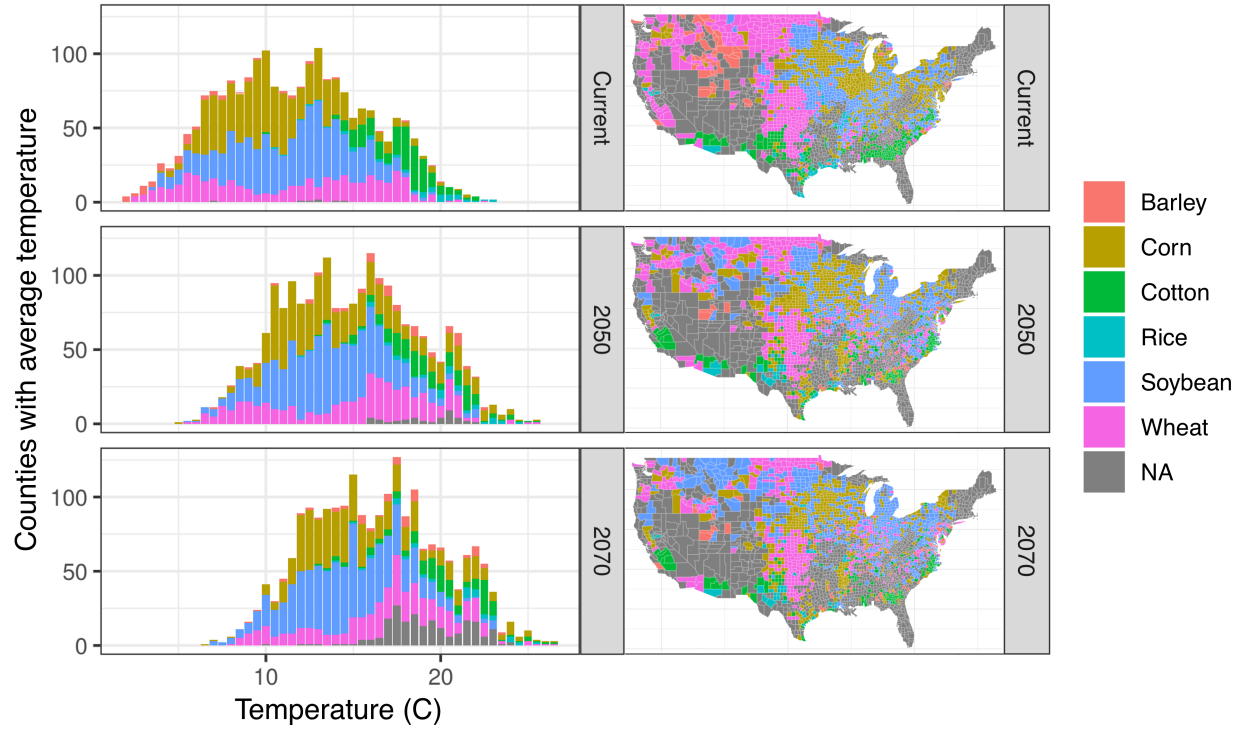 Counties with average temperature
100
50
0
Current
Current
100
50
0
2050
2050
100
50
0
2070
2070
10
20
Temperature (C)
Barley
Corn
Cotton
Rice
Soybean
Wheat
NA